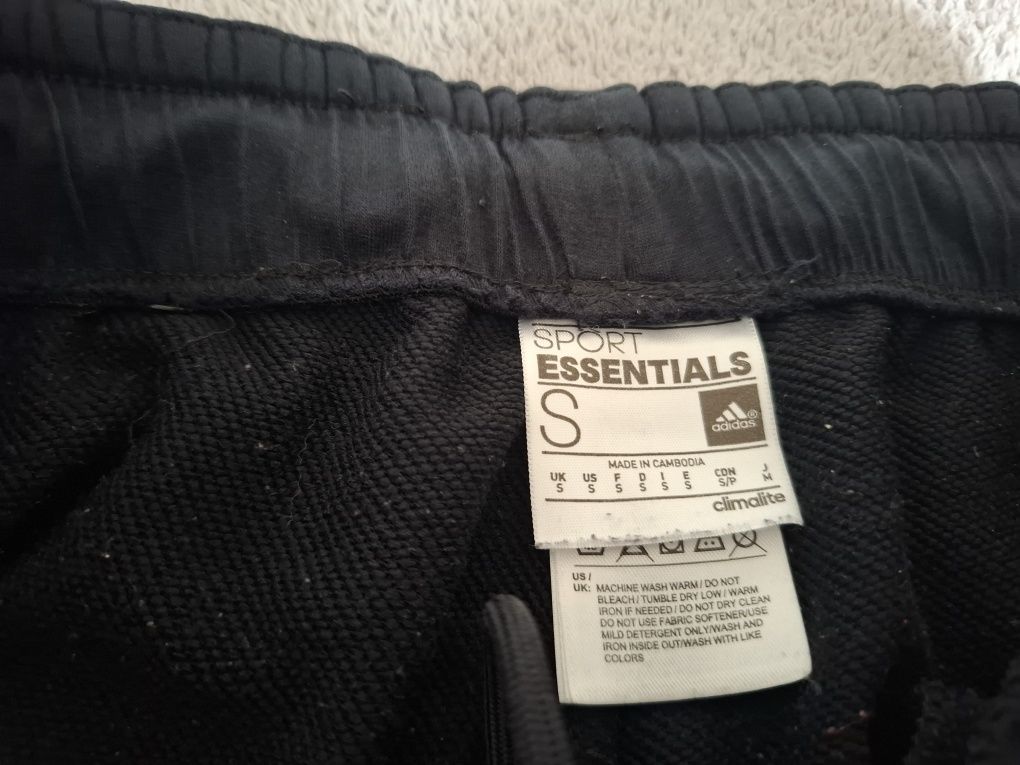 SPORT
ESSENTIALS
S
adidas®
MADE IN CAMBODIA
UK US F D I E CDN J
S S S S S S S/P M
climalite
US /
UK: MACHINE WASH WARM / DO NOT
BLEACH / TUMBLE DRY LOW / WARM
IRON IF NEEDED / DO NOT DRY CLEAN
DO NOT USE FABRIC SOFTENER/USE
MILD DETERGENT ONLY/WASH AND
IRON INSIDE OUT/WASH WITH LIKE
COLORS